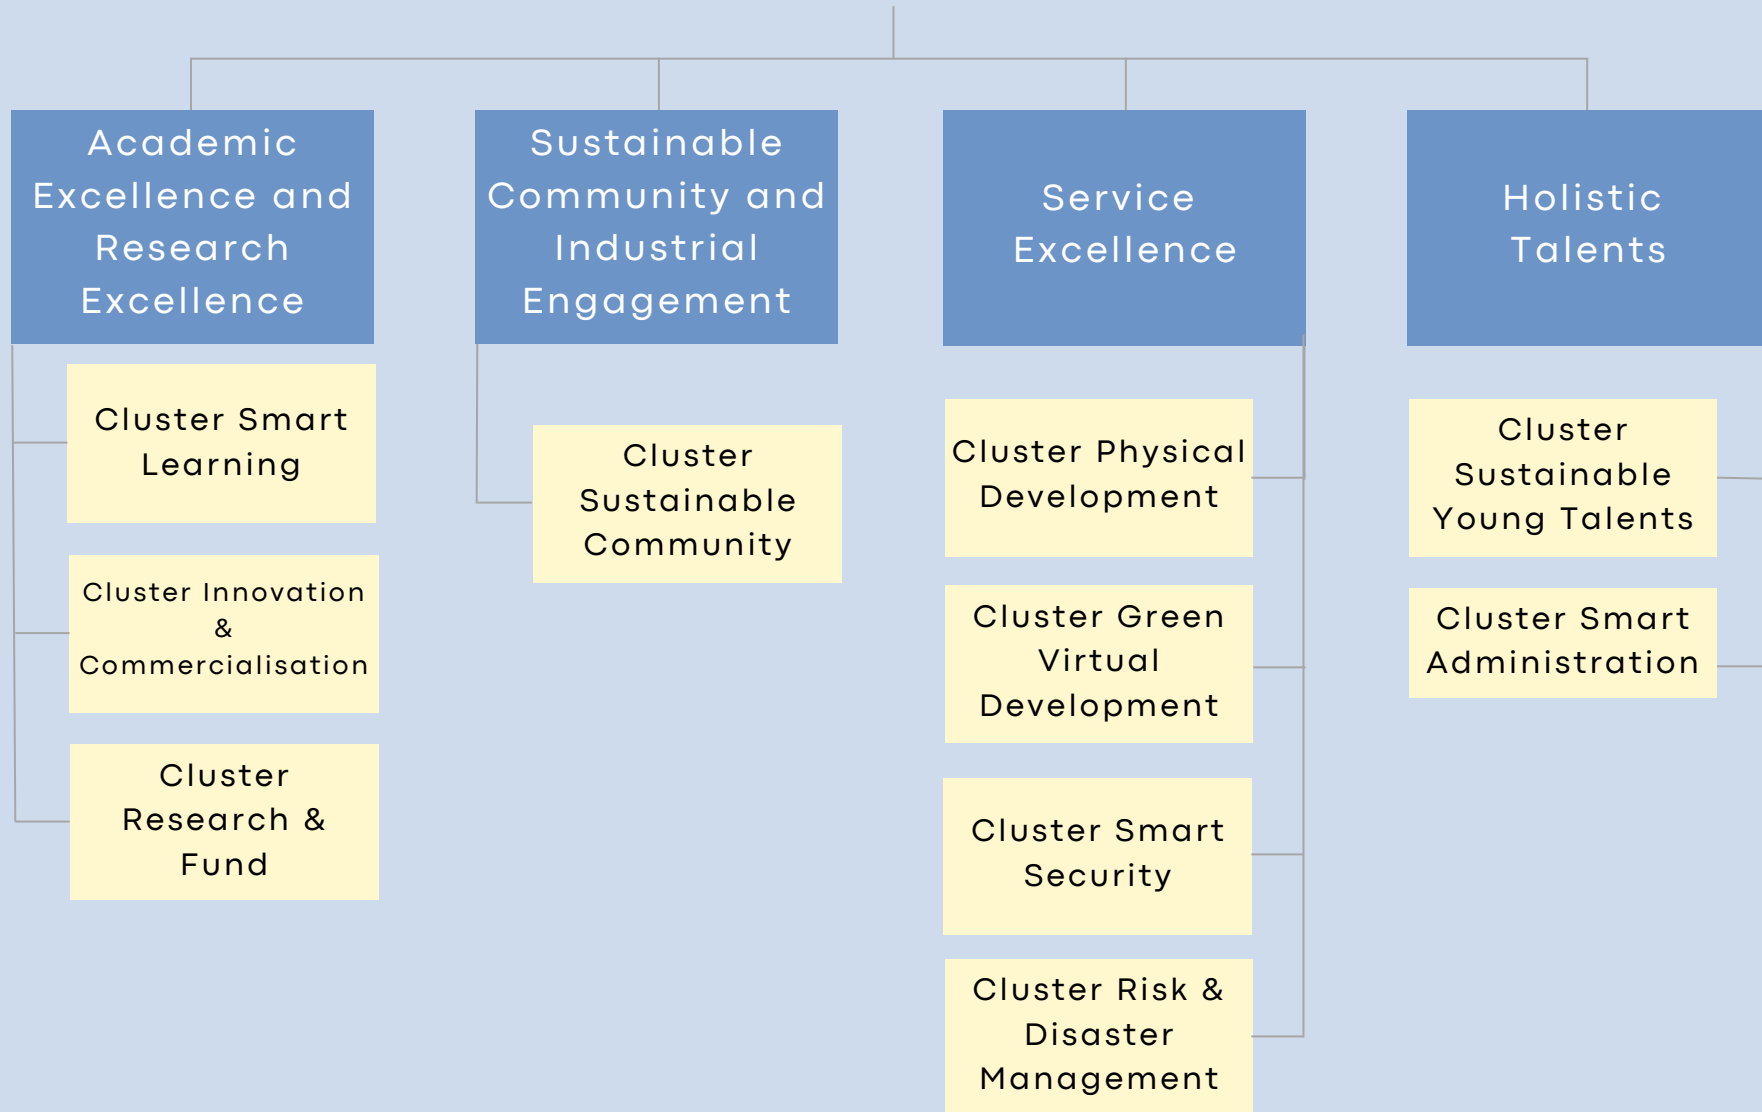 Academic
Excellence and
Research
Excellence
Cluster Smart
Learning
Cluster Innovation
&
Commercialisation
Cluster
Research &
Fund
Sustainable
Community and
Industrial
Engagement
Cluster
Sustainable
Community
Service
Excellence
Cluster Physical
Development
Cluster Green
Virtual
Development
Cluster Smart
Security
Cluster Risk &
Disaster
Management
Holistic
Talents
Cluster
Sustainable
Young Talents
Cluster Smart
Administration